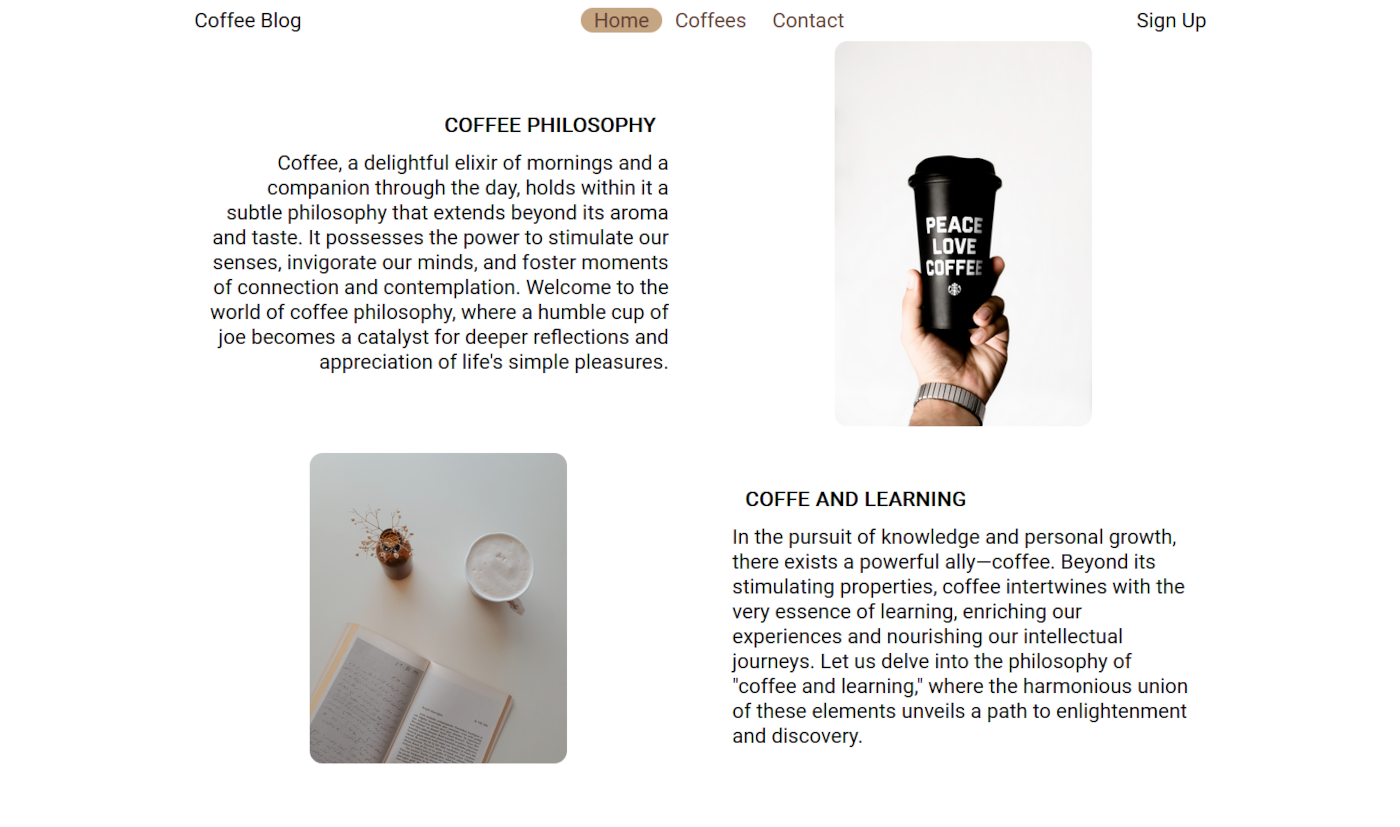 Coffee Blog
Home
Coffees
Contact
Sign Up
COFFEE PHILOSOPHY
Coffee, a delightful elixir of mornings and a
companion through the day, holds within it a
subtle philosophy that extends beyond its aroma
and taste. It possesses the power to stimulate our
senses, invigorate our minds, and foster moments
of connection and contemplation. Welcome to the
world of coffee philosophy, where a humble cup of
joe becomes a catalyst for deeper reflections and
appreciation of life's simple pleasures.
PEACE
LOVE
COFFEE
COFFE AND LEARNING
In the pursuit of knowledge and personal growth,
there exists a powerful ally—coffee. Beyond its
stimulating properties, coffee intertwines with the
very essence of learning, enriching our
experiences and nourishing our intellectual
journeys. Let us delve into the philosophy of
"coffee and learning," where the harmonious union
of these elements unveils a path to enlightenment
and discovery.